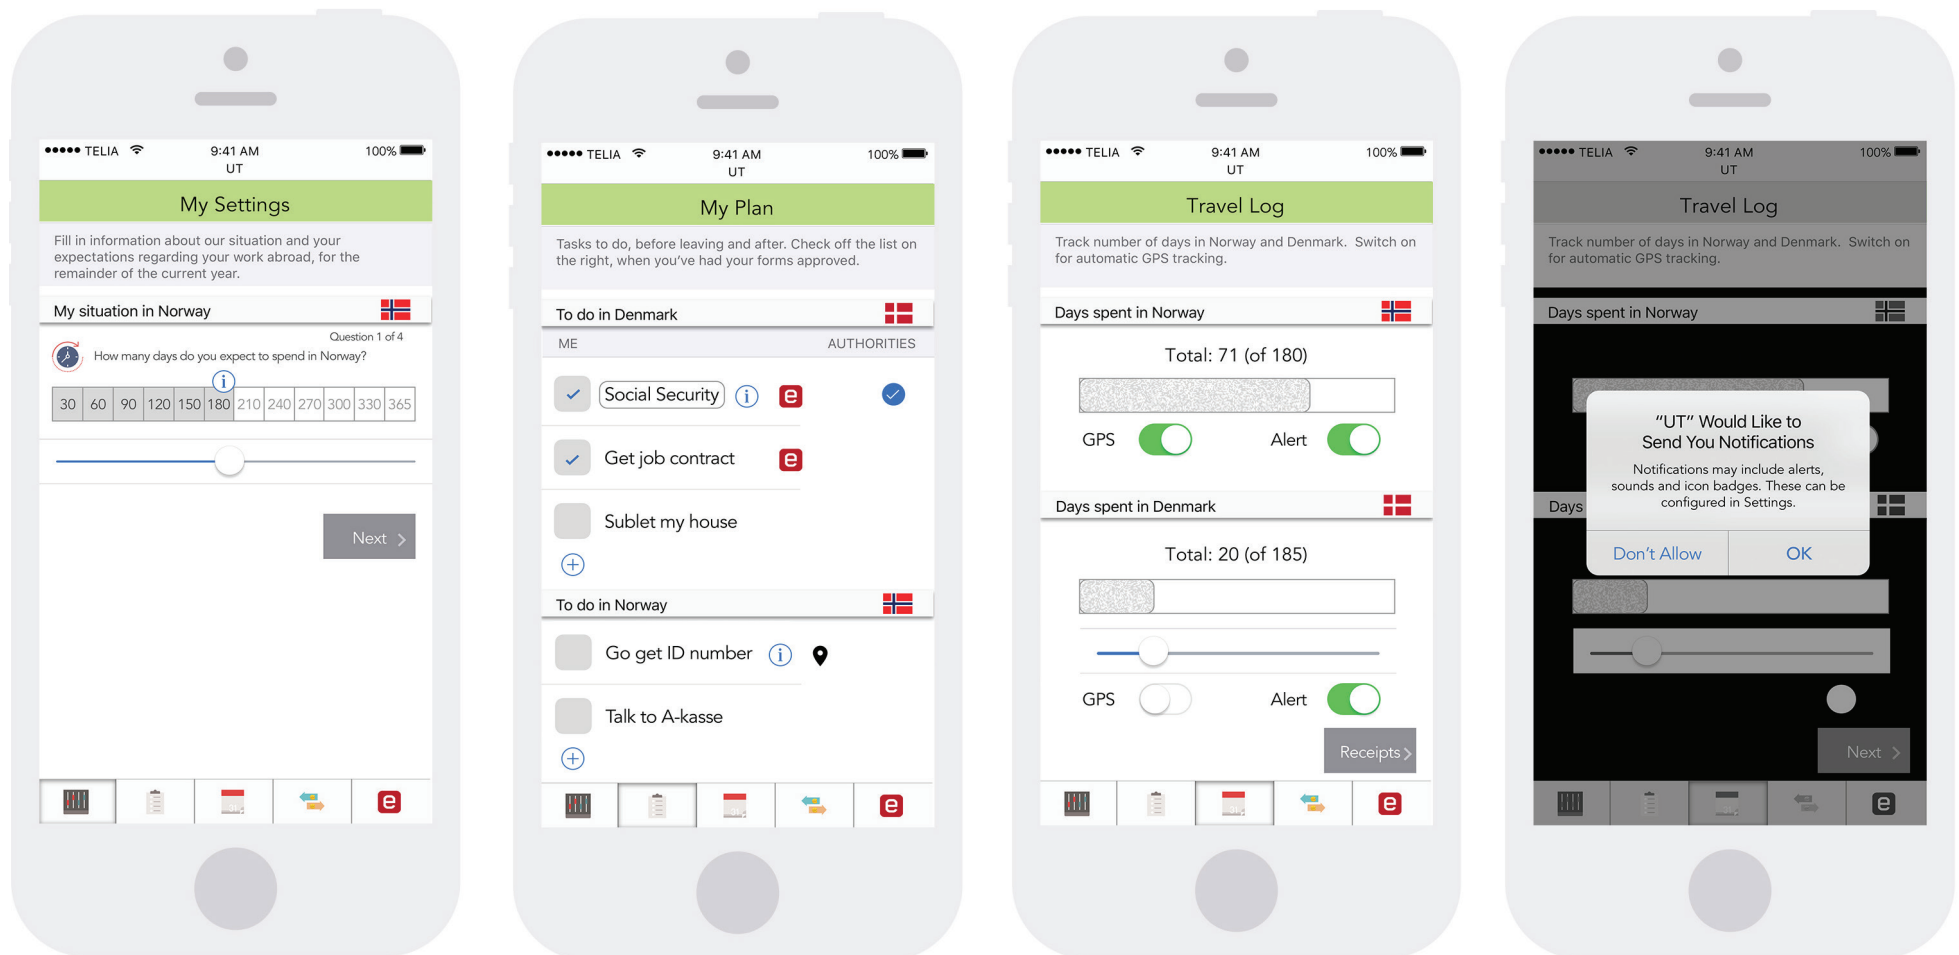 TELIA 9:41 AM 100%
UT
My Settings
Fill in information about our situation and your
expectations regarding your work abroad, for the
remainder of the current year.
My situation in Norway
Question 1 of 4
How many days do you expect to spend in Norway?
i
30 60 90 120 150 180 210 240 270 300 330 365
Next
e
TELIA 9:41 AM 100%
UT
My Plan
Tasks to do, before leaving and after. Check off the list on
the right, when you've had your forms approved.
To do in Denmark
ME AUTHORITIES
Social Security i e
Get job contract e
Sublet my house
To do in Norway
Go get ID number i
Talk to A-kasse
e
TELIA 9:41 AM 100%
UT
Travel Log
Track number of days in Norway and Denmark. Switch on
for automatic GPS tracking.
Days spent in Norway
Total: 71 (of 180)
GPS Alert
Days spent in Denmark
Total: 20 (of 185)
GPS Alert
Receipts
e
TELIA 9:41 AM 100%
UT
Travel Log
Track number of days in Norway and Denmark. Switch on
for automatic GPS tracking.
Days spent in Norway
"UT" Would Like to
Send You Notifications
Notifications may include alerts,
sounds and icon badges. These can be
configured in Settings.
Days
Don't Allow OK
Next
e